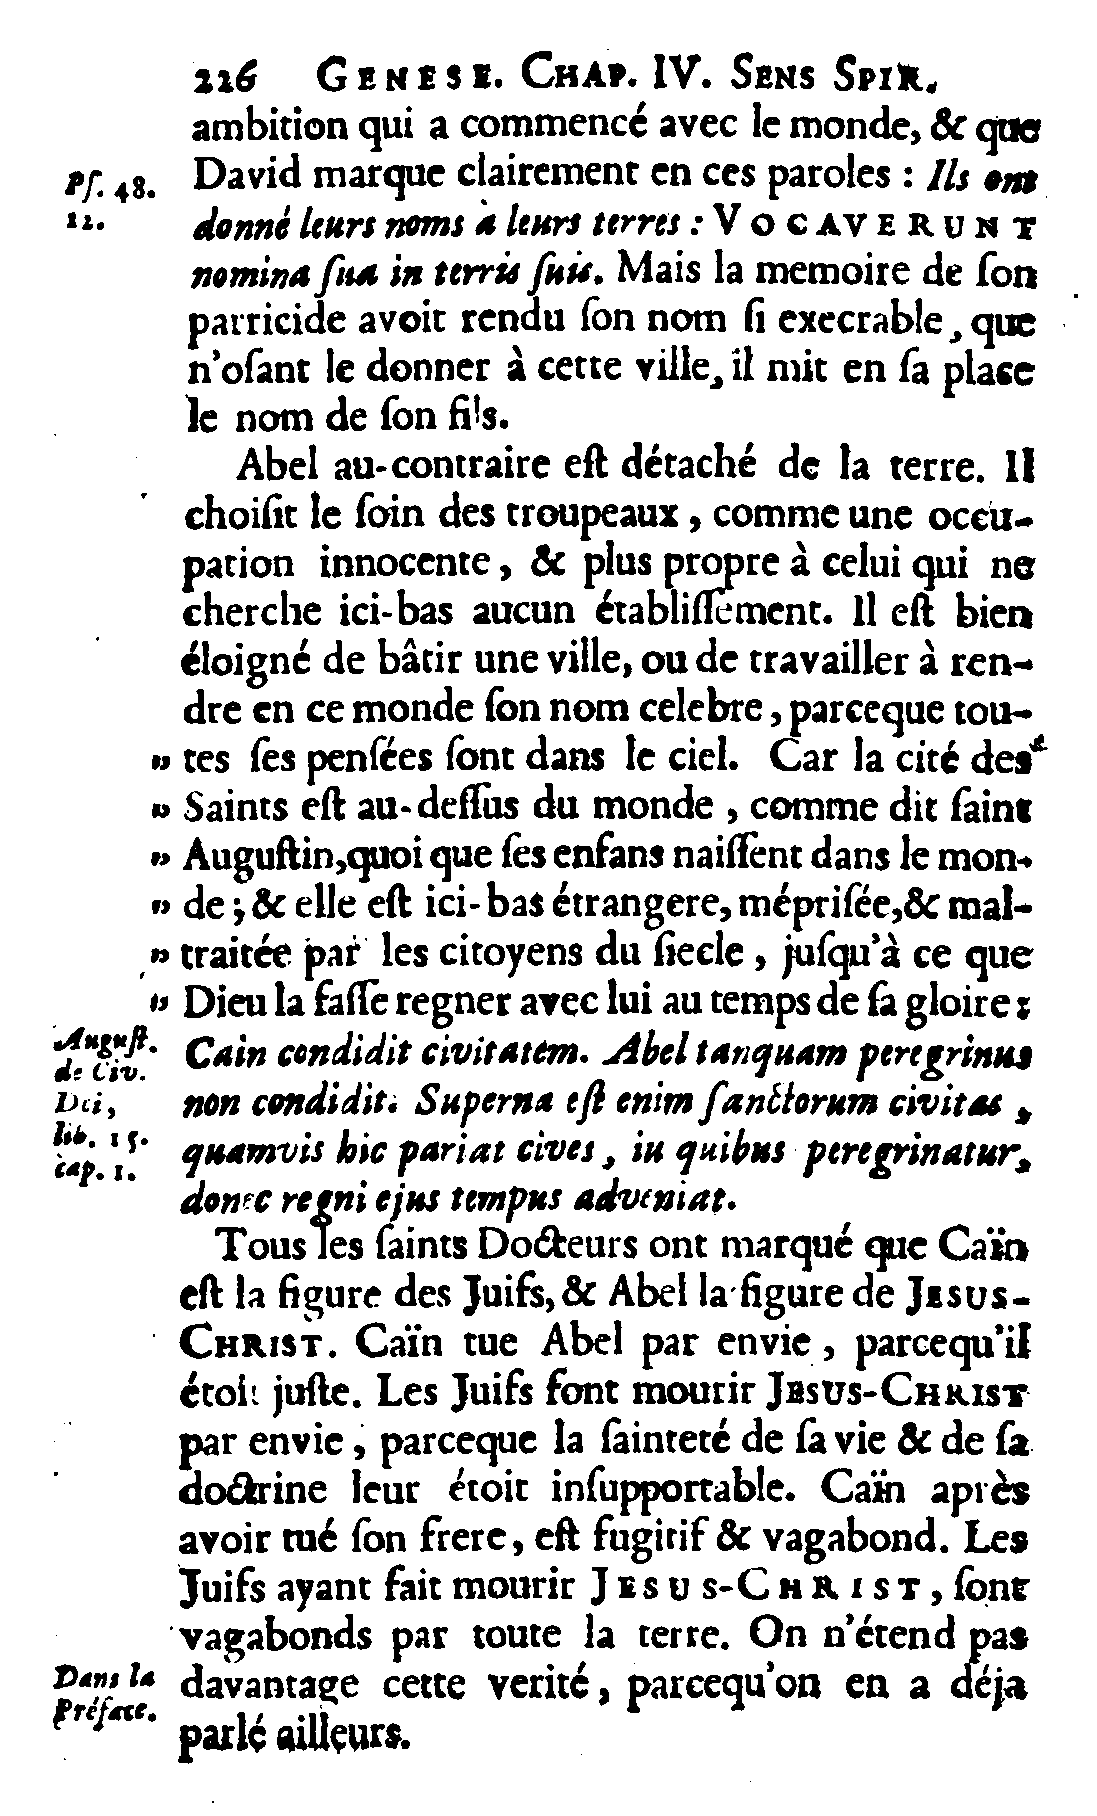 226 GENESE. CHAP. IV. SENS SPIR.
ambition qui a commencé avec le monde, & que
Pſ. 48. David marque clairement en ces paroles : Ils ont
12. donné leurs noms à leurs terres : VOCAVERUNT
nomina ſua in terris ſuis. Mais la memoire de ſon
parricide avoit rendu ſon nom ſi execrable, que
n'oſant le donner à cette ville, il mit en ſa place
le nom de ſon fils.
Abel au-contraire eſt détaché de la terre. Il
choiſit le ſoin des troupeaux, comme une occu-
pation innocente, & plus propre à celui qui ne
cherche ici-bas aucun établiſſement. Il eſt bien
éloigné de bâtir une ville, ou de travailler à ren-
dre en ce monde ſon nom celebre, parceque tou-
" tes ſes penſées ſont dans le ciel. Car la cité des
" Saints eſt au-deſſus du monde, comme dit ſaint
" Auguſtin, quoi que ſes enfans naiſſent dans le mon-
" de ; & elle eſt ici-bas étrangere, mépriſée, & mal-
" traitée par les citoyens du ſiecle, juſqu'à ce que
" Dieu la faſſe regner avec lui au temps de ſa gloire :
Auguſt. Cain condidit civitatem. Abel tanquam peregrinus
de Civ.
Dei, non condidit. Superna eſt enim ſanctorum civitas,
lib. 15. quamvis hic pariat cives, iu quibus peregrinatur,
cap. 1.
donec regni ejus tempus adveniat.
Tous les ſaints Docteurs ont marqué que Caïn
eſt la figure des Juifs, & Abel la figure de JESUS-
CHRIST. Caïn tue Abel par envie, parcequ'il
étoit juſte. Les Juifs font mourir JESUS-CHRIST
par envie, parceque la ſainteté de ſa vie & de ſa
doctrine leur étoit inſupportable. Caïn après
avoir tué ſon frere, eſt fugitif & vagabond. Les
Juifs ayant fait mourir JESUS-CHRIST, ſont
vagabonds par toute la terre. On n'étend pas
Dans la davantage cette verité, parcequ'on en a déja
Préface. parlé ailleurs.